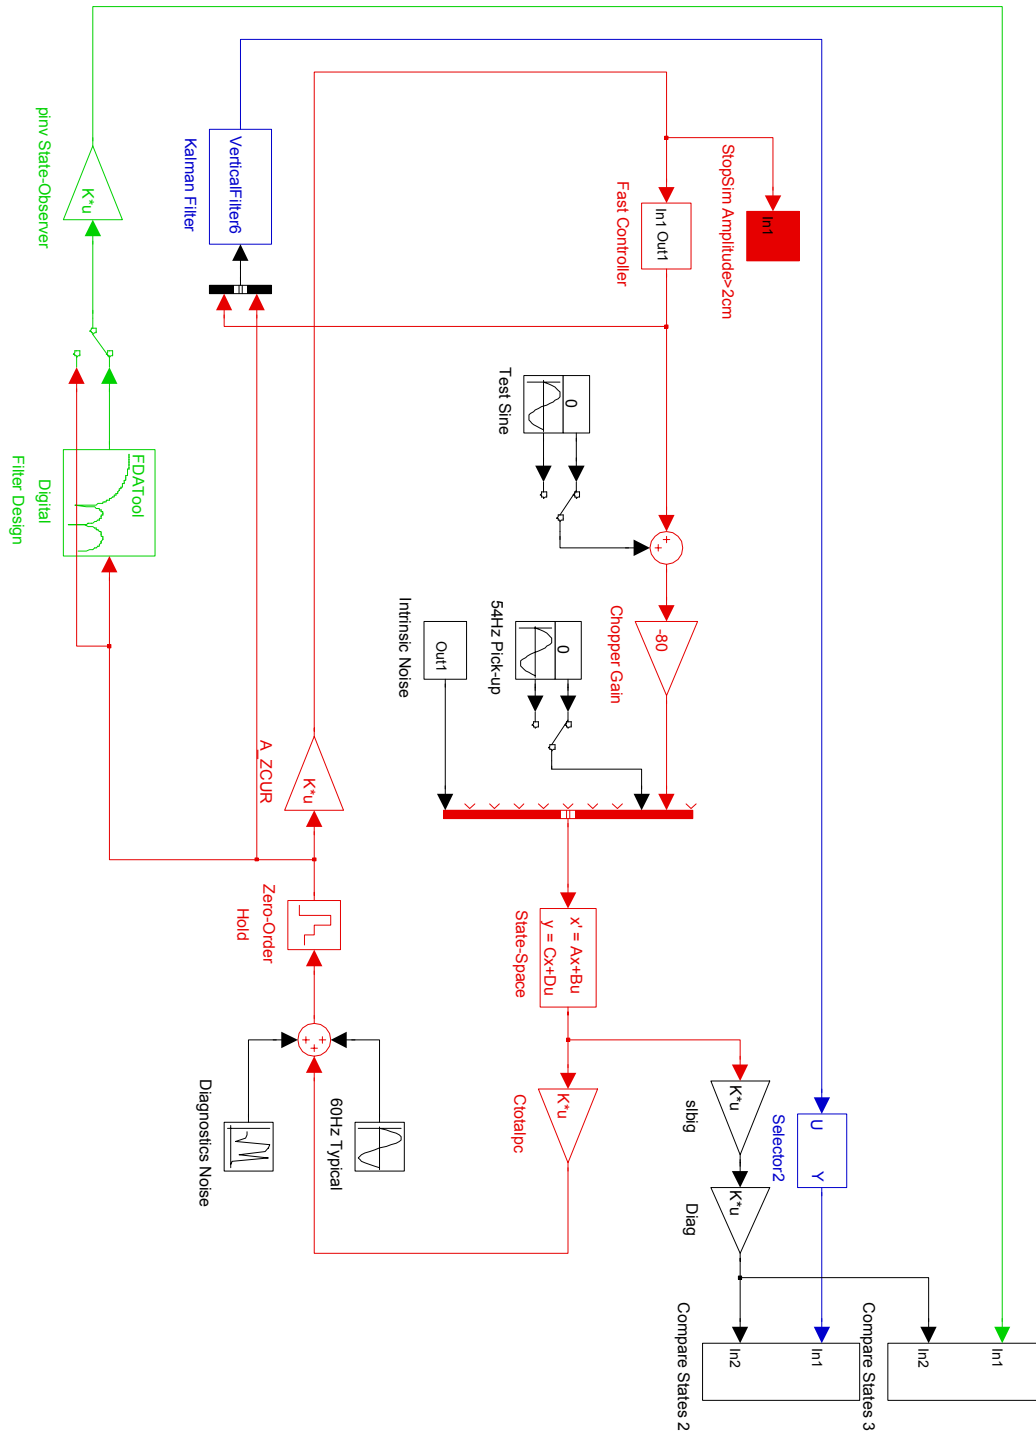 In1
Compare States 3
In2
U Y
Selector2
In1
Compare States 2
In2
K*u
slbig
K*u
Diag
In1
StopSim Amplitude>2cm
In1 Out1
Fast Controller
-80
Chopper Gain
x' = Ax+Bu
y = Cx+Du
State-Space
K*u
Ctotalpc
0
Test Sine
0
54Hz Pick-up
Out1
Intrinsic Noise
60Hz Typical
K*u
Zero-Order
Hold
Diagnostics Noise
A_ZCUR
VerticalFilter6
Kalman Filter
FDATool
Digital
Filter Design
K*u
pinv State-Observer
+
+
+
+
+